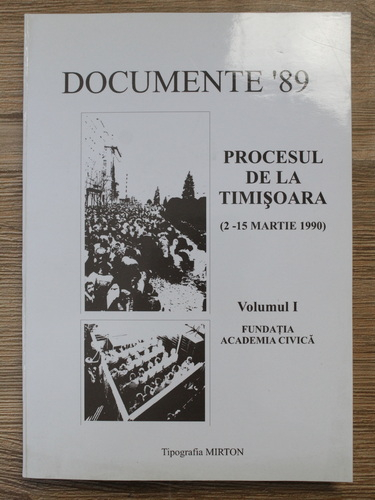 DOCUMENTE '89
PROCESUL
DE LA
TIMIŞOARA
(2 -15 MARTIE 1990)
Volumul I
FUNDAŢIA
ACADEMIA CIVICĂ
Tipografia MIRTON